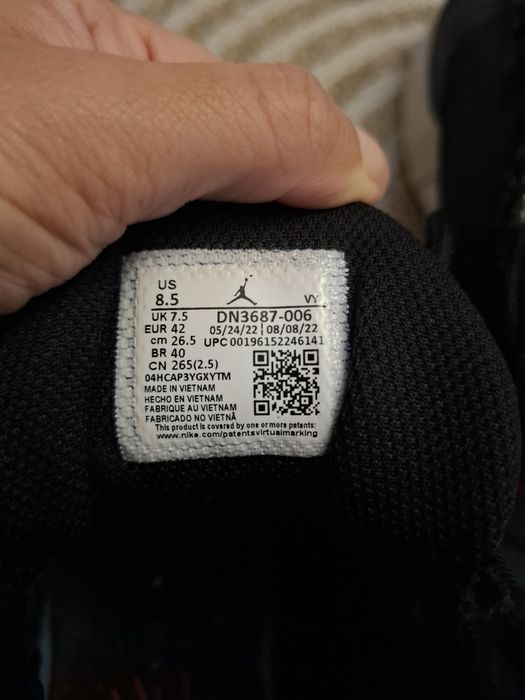 US
8.5
VY
UK 7.5
DN3687-006
EUR 42
05/24/22 | 08/08/22
cm 26.5
UPC 00196152246141
BR 40
CN 265(2.5)
04HCAP3YGXYTM
MADE IN VIETNAM
HECHO EN VIETNAM
FABRIQUE AU VIETNAM
FABRICADO NO VIETNÃ
This product is covered by one or more patents:
www.nike.com/patentsvirtualmarking